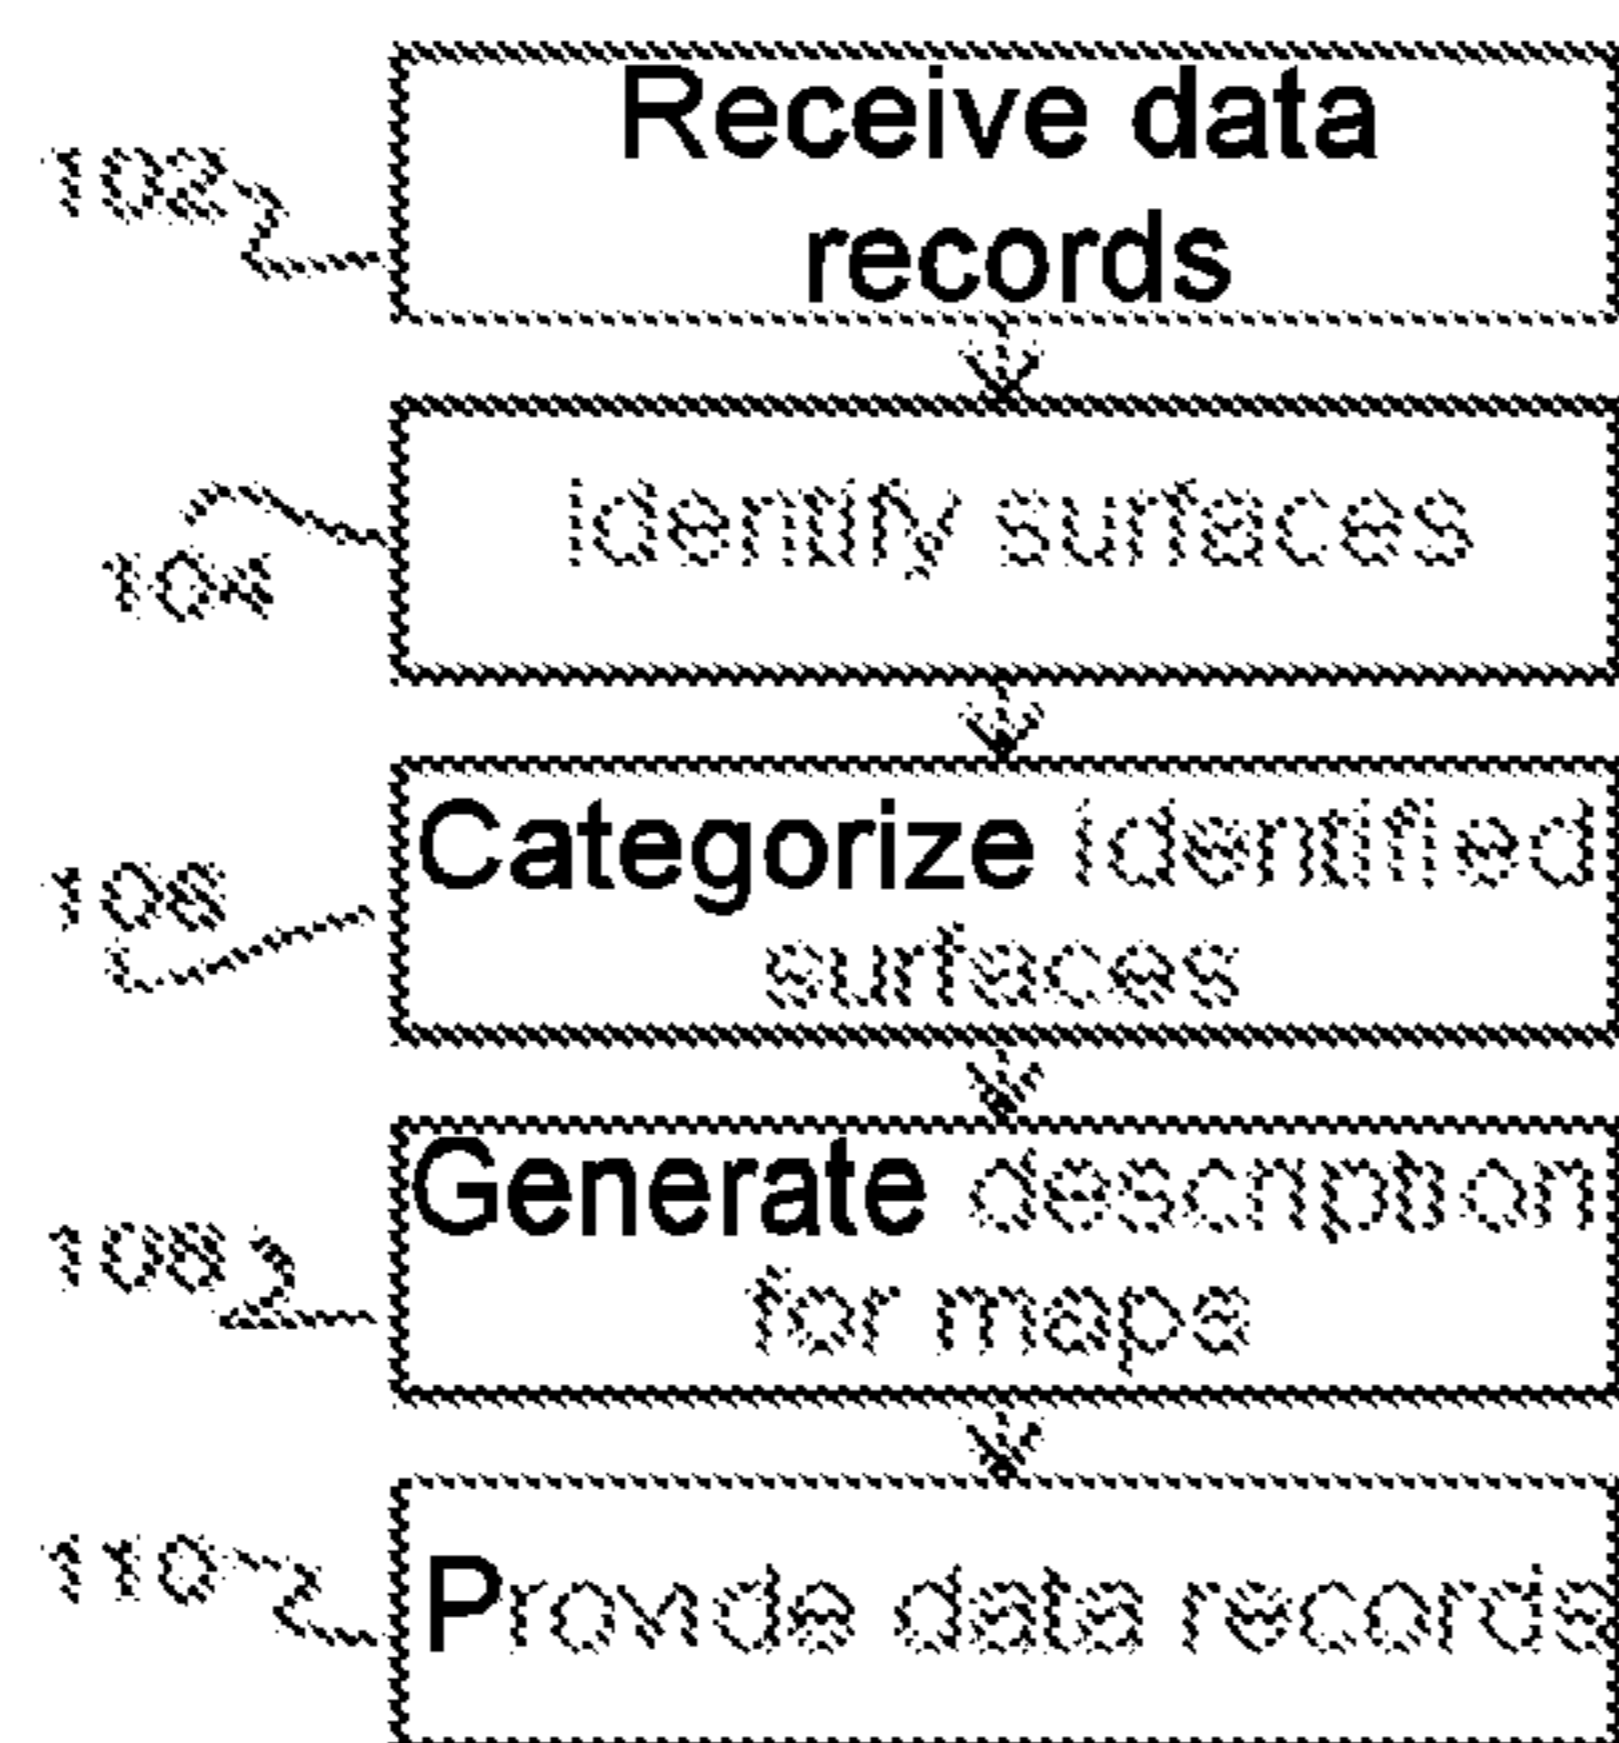 102
Receive data
records
Identify surfaces
104
Categorize identified
surfaces
106
Generate description
for maps
108
Provide data records
110